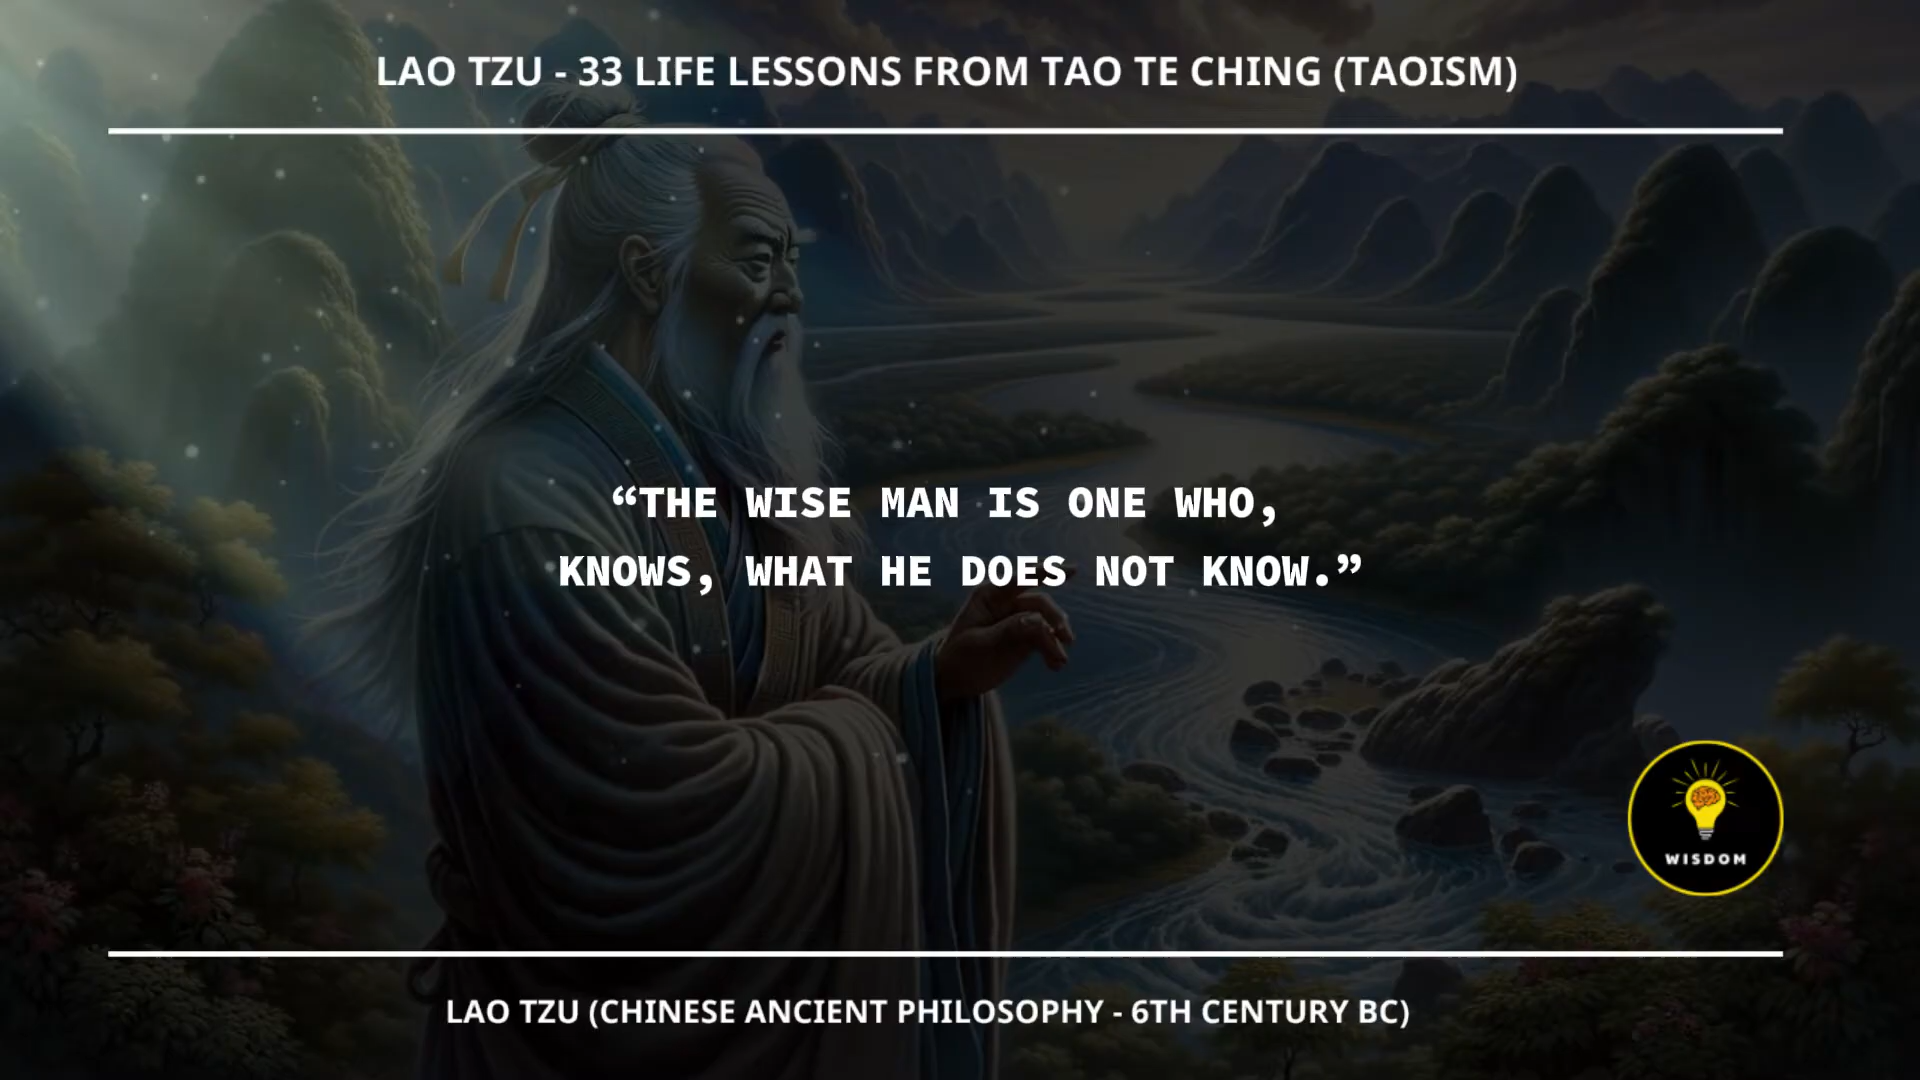 LAO TZU - 33 LIFE LESSONS FROM TAO TE CHING (TAOISM)
“THE WISE MAN IS ONE WHO,
KNOWS, WHAT HE DOES NOT KNOW.”
WISDOM
LAO TZU (CHINESE ANCIENT PHILOSOPHY - 6TH CENTURY BC)